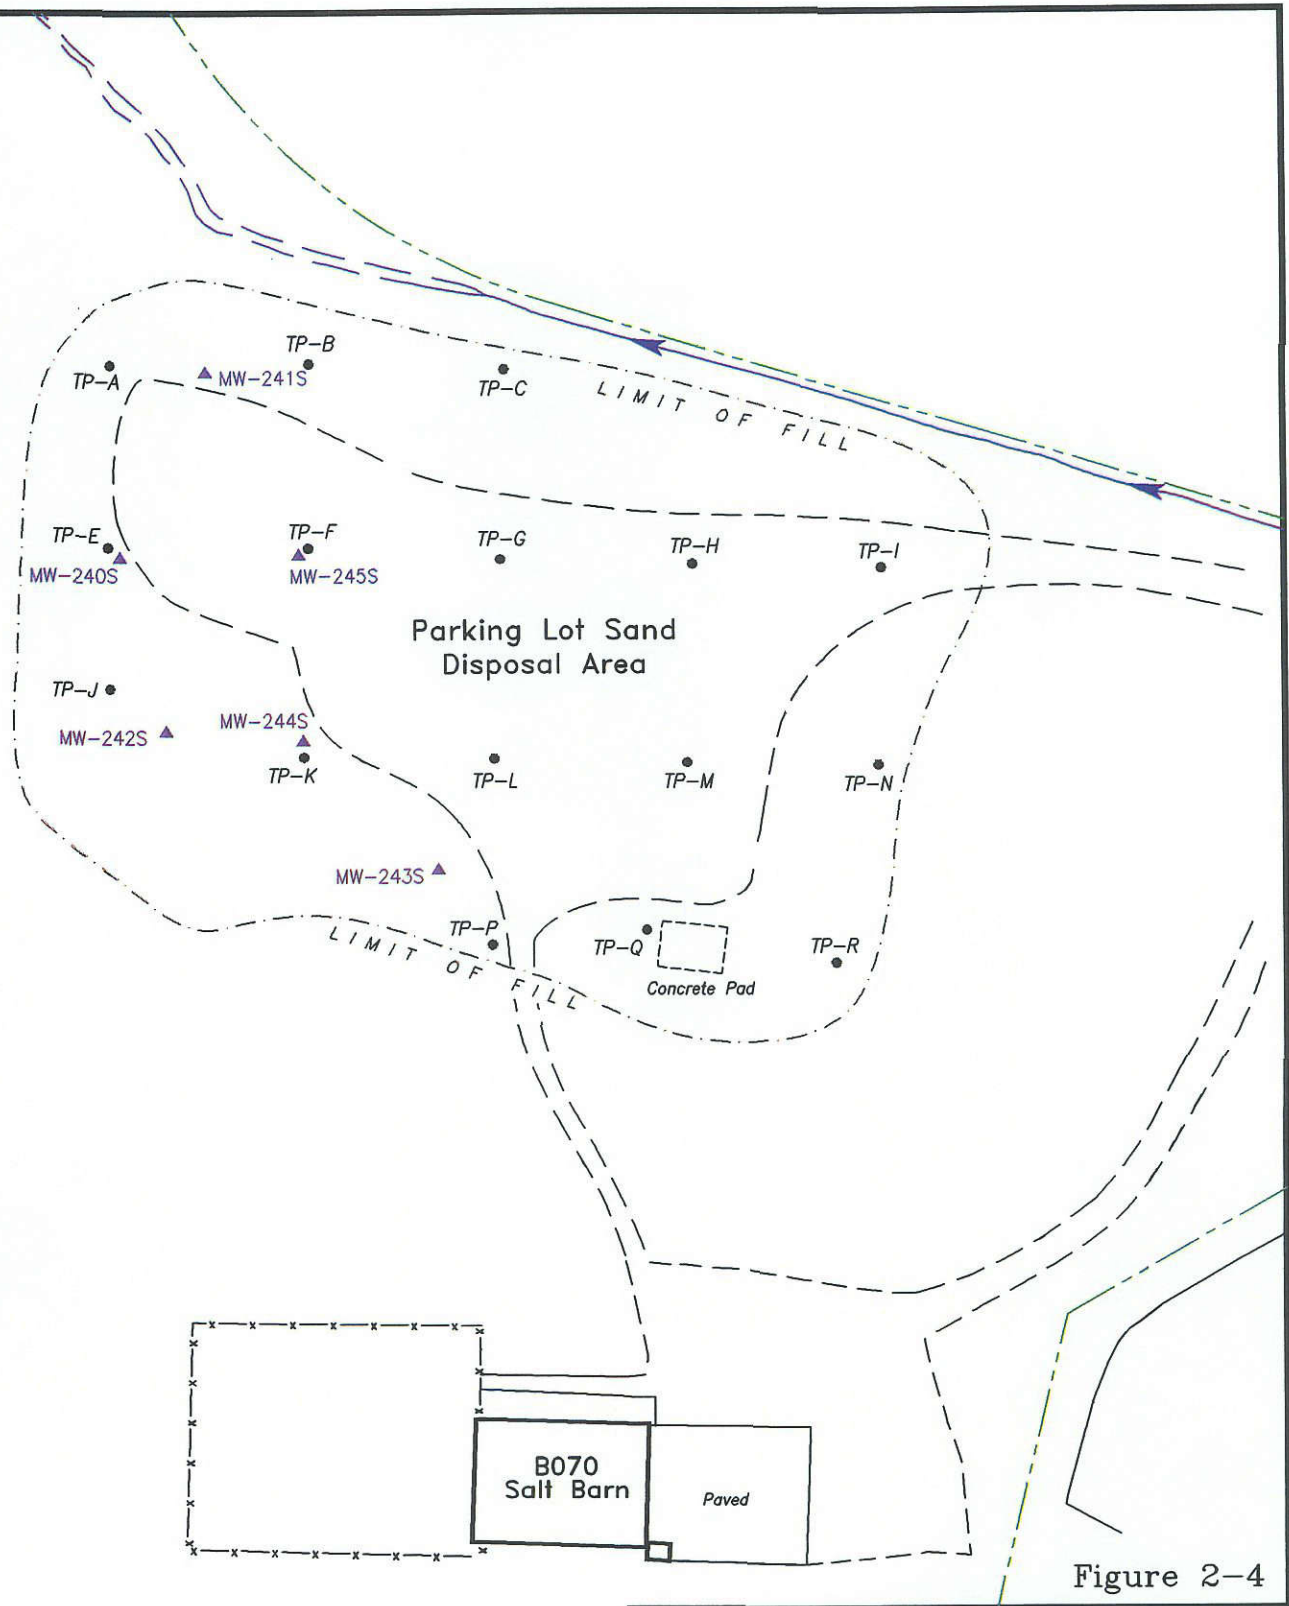 TP-B
TP-A
MW-241S
TP-C
LIMIT OF FILL
TP-E
TP-F
TP-G
TP-H
TP-I
MW-240S
MW-245S
Parking Lot Sand
Disposal Area
TP-J
MW-244S
MW-242S
TP-K
TP-L
TP-M
TP-N
MW-243S
TP-P
LIMIT OF FILL
TP-Q
TP-R
Concrete Pad
B070
Salt Barn
Paved
Figure 2-4